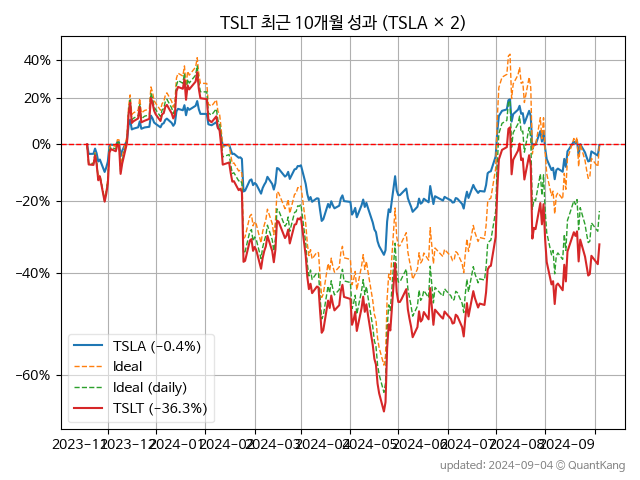 TSLT 최근 10개월 성과 (TSLA × 2)
40%
20%
0%
−20%
−40%
−60%
TSLA (−0.4%)
Ideal
Ideal (daily)
TSLT (−36.3%)
2023−11 2023−12 2024−01 2024−02 2024−03 2024−04 2024−05 2024−06 2024−07 2024−08 2024−09
updated: 2024−09−04 © QuantKang